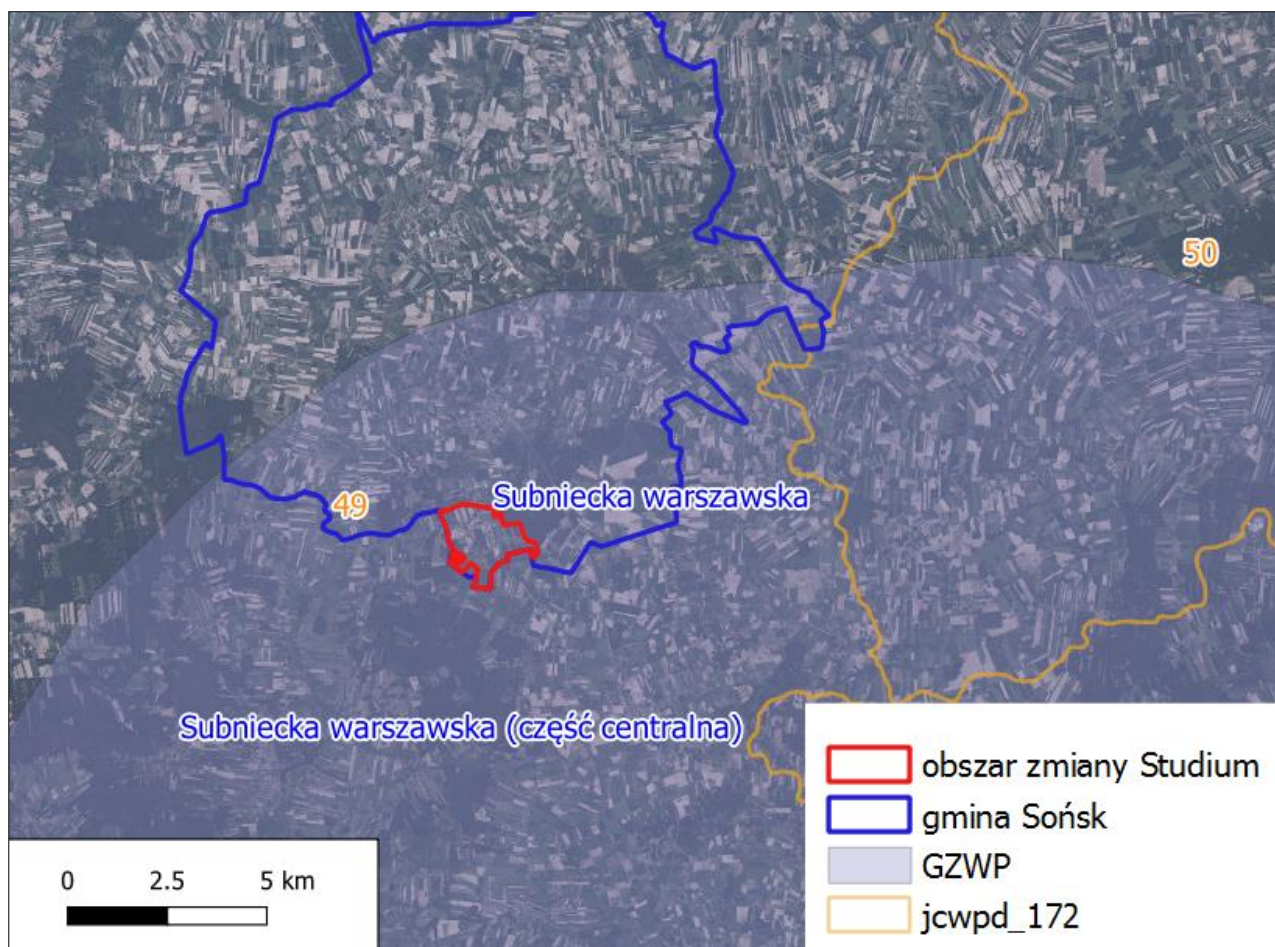 50
49
Subniecka warszawska
Subniecka warszawska (część centralna)
obszar zmiany Studium
gmina Sońsk
GZWP
jcwpd_172
0 2.5 5 km